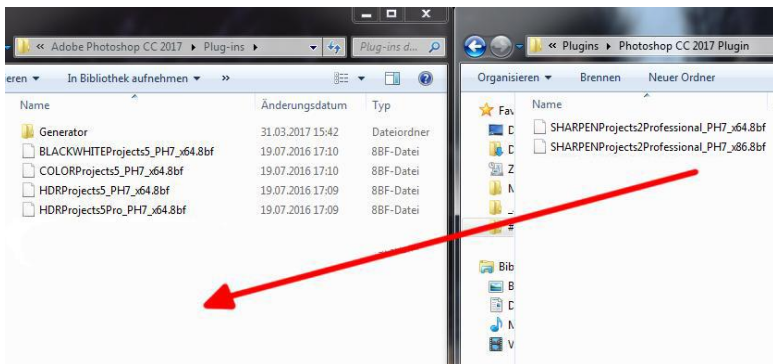 « Adobe Photoshop CC 2017 ▸ Plug-ins ▸
Plug-ins d...
ieren ▾ In Bibliothek aufnehmen ▾ »
Name Änderungsdatum Typ
Generator 31.03.2017 15:42 Dateiordner
BLACKWHITEProjects5_PH7_x64.8bf 19.07.2016 17:10 8BF-Datei
COLORProjects5_PH7_x64.8bf 19.07.2016 17:10 8BF-Datei
HDRProjects5_PH7_x64.8bf 19.07.2016 17:09 8BF-Datei
HDRProjects5Pro_PH7_x64.8bf 19.07.2016 17:09 8BF-Datei
« Plugins ▸ Photoshop CC 2017 Plugin
Organisieren ▾ Brennen Neuer Ordner
Name
SHARPENProjects2Professional_PH7_x64.8bf
SHARPENProjects2Professional_PH7_x86.8bf
Fav
D
D
Z
N
#
Bib
B
D
N
V